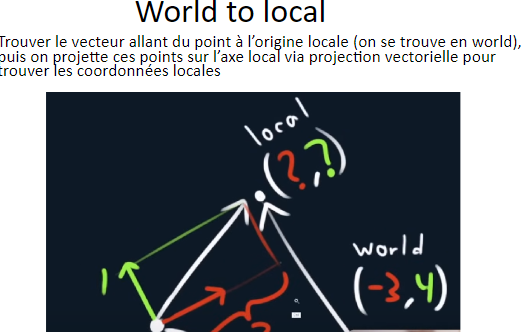 World to local
Trouver le vecteur allant du point à l'origine locale (on se trouve en world),
puis on projette ces points sur l'axe local via projection vectorielle pour
trouver les coordonnées locales
local
(?,?)
world
(-3,4)
1